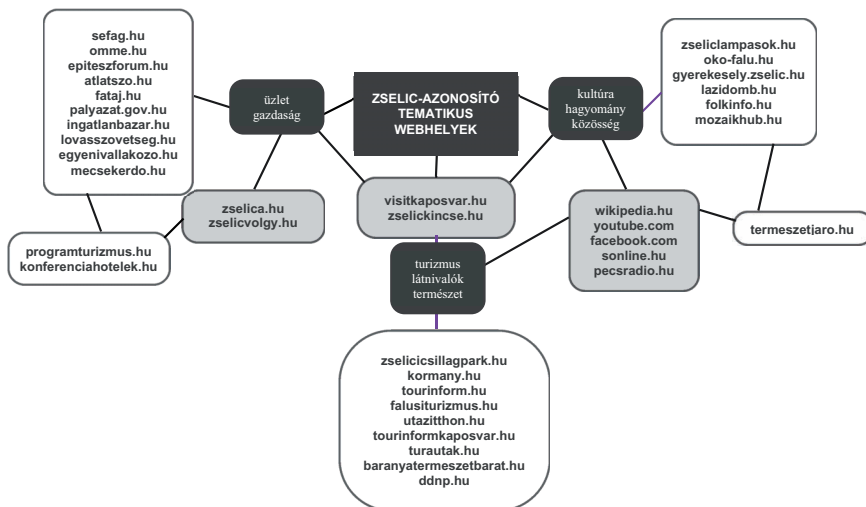 sefag.hu
omme.hu
epiteszforum.hu
atlatszo.hu
fataj.hu
palyazat.gov.hu
ingatlanbazar.hu
lovasszovetseg.hu
egyenivallakozo.hu
mecsekerdo.hu
üzlet
gazdaság
ZSELIC-AZONOSÍTÓ
TEMATIKUS
WEBHELYEK
kultúra
hagyomány
közösség
zseliclampasok.hu
oko-falu.hu
gyerekesely.zselic.hu
lazidomb.hu
folkinfo.hu
mozaikhub.hu
zselica.hu
zselicvolgy.hu
visitkaposvar.hu
zselickincse.hu
wikipedia.hu
youtube.com
facebook.com
sonline.hu
pecsradio.hu
termeszetjaro.hu
programturizmus.hu
konferenciahotelek.hu
turizmus
látnivalók
természet
zselicicsillagpark.hu
kormany.hu
tourinform.hu
falusiturizmus.hu
utazitthon.hu
tourinformkaposvar.hu
turautak.hu
baranyatermeszetbarat.hu
ddnp.hu